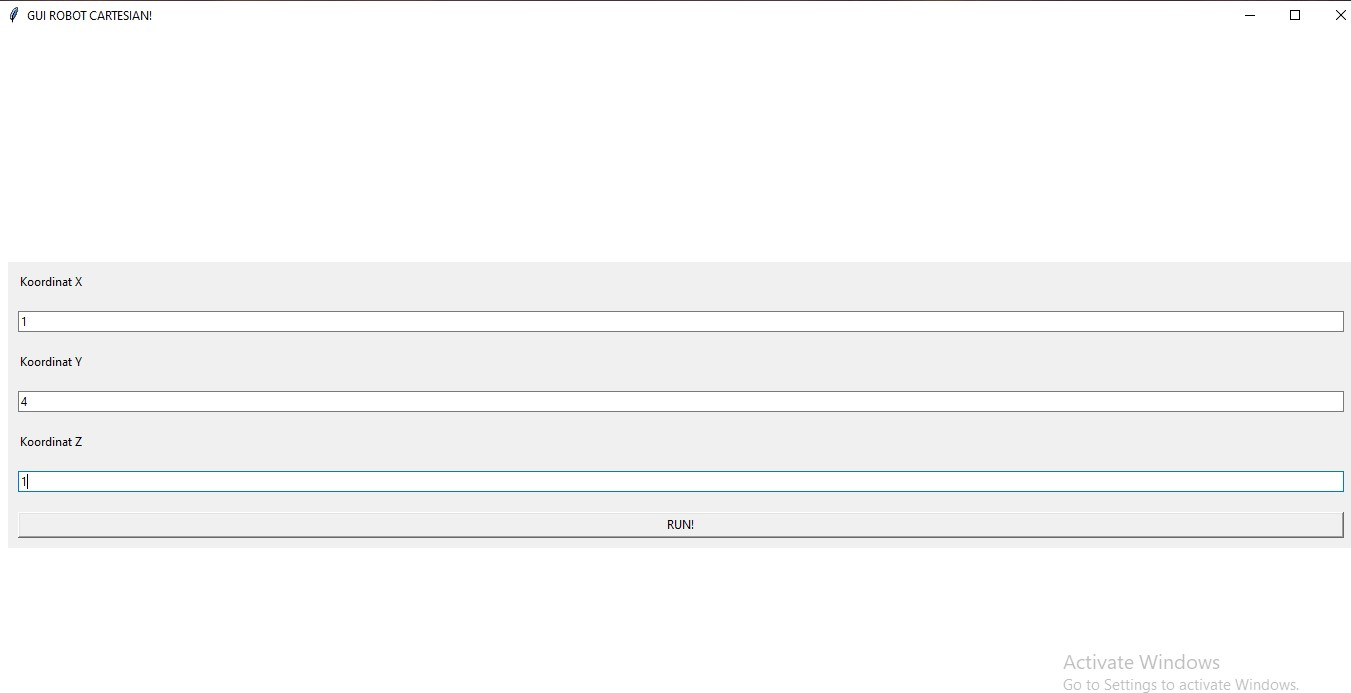 GUI ROBOT CARTESIAN!
Koordinat X
1
Koordinat Y
4
Koordinat Z
1
RUN!
Activate Windows
Go to Settings to activate Windows.